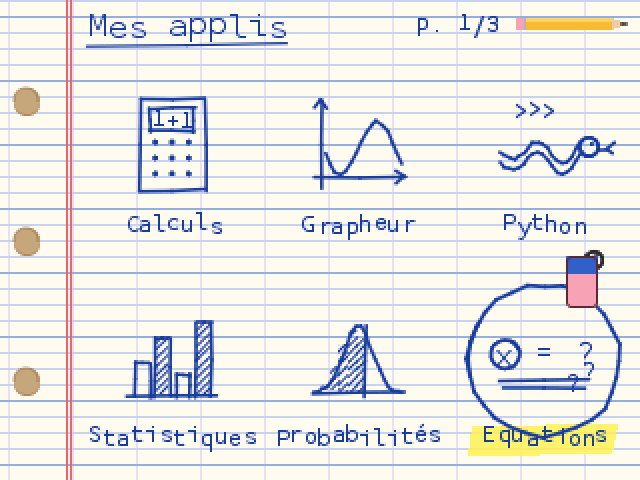 Mes applis p. 1/3
1+1 >>>
Calculs Grapheur Python
x = ?
?
?
Statistiques Probabilités Equations